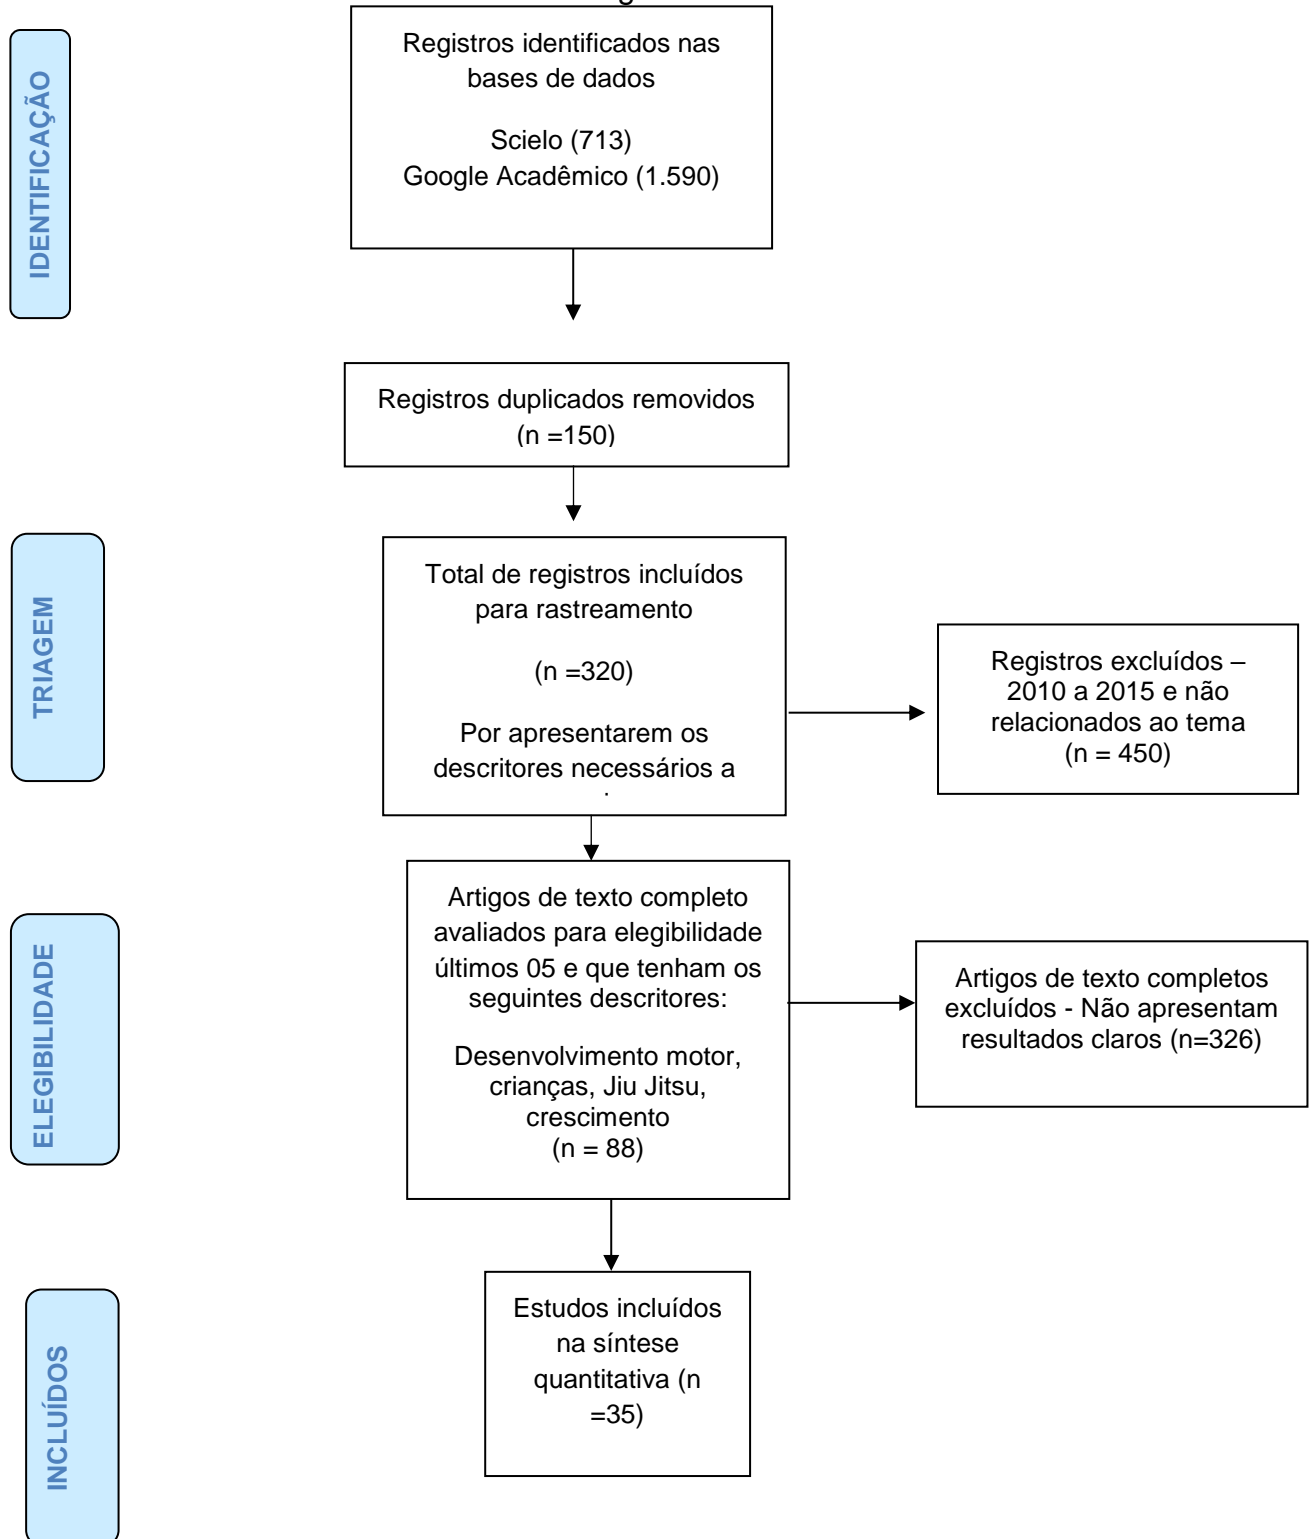 IDENTIFICAÇÃO
Registros identificados nas
bases de dados
Scielo (713)
Google Acadêmico (1.590)
Registros duplicados removidos
(n =150)
TRIAGEM
Total de registros incluídos
para rastreamento
(n =320)
Por apresentarem os
descritores necessários a
Registros excluídos –
2010 a 2015 e não
relacionados ao tema
(n = 450)
ELEGIBILIDADE
Artigos de texto completo
avaliados para elegibilidade
últimos 05 e que tenham os
seguintes descritores:
Desenvolvimento motor,
crianças, Jiu Jitsu,
crescimento
(n = 88)
Artigos de texto completos
excluídos - Não apresentam
resultados claros (n=326)
INCLUÍDOS
Estudos incluídos
na síntese
quantitativa (n
=35)